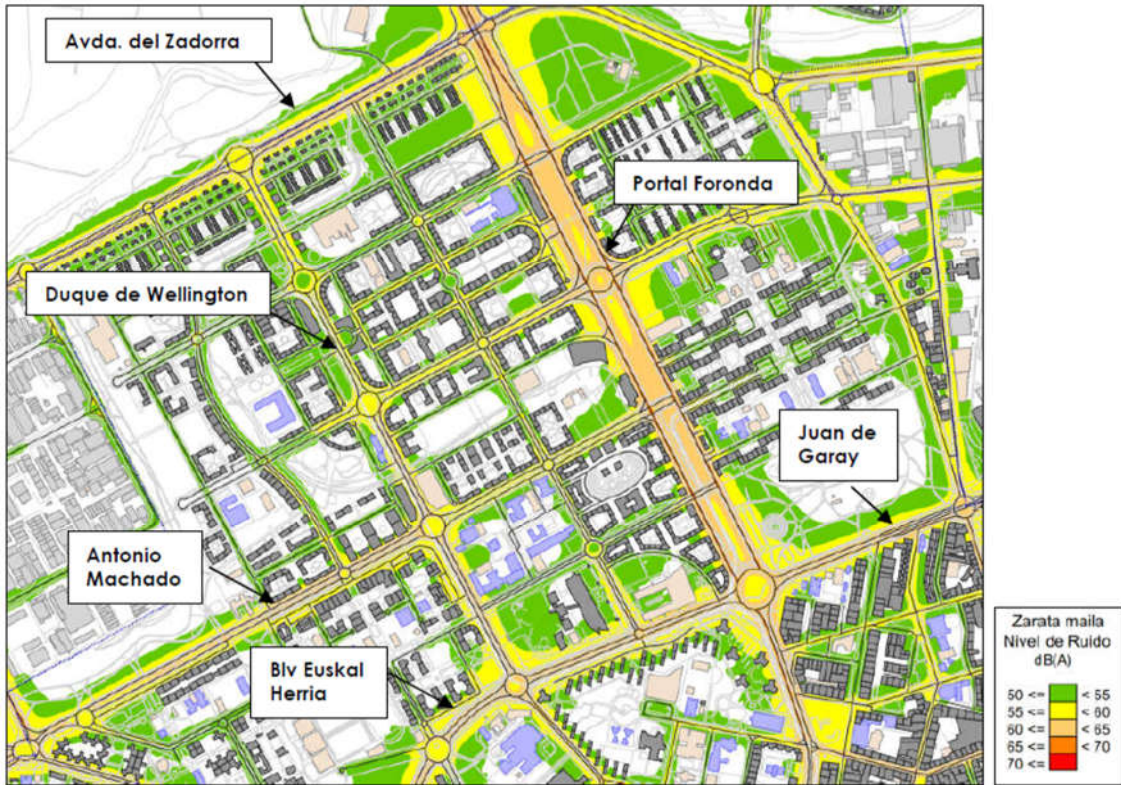 Avda. del Zadorra
Portal Foronda
Duque de Wellington
Juan de
Garay
Antonio
Machado
Blv Euskal
Herria
Zarata maila
Nivel de Ruido
dB(A)
50 <= < 55
55 <= < 60
60 <= < 65
65 <= < 70
70 <=